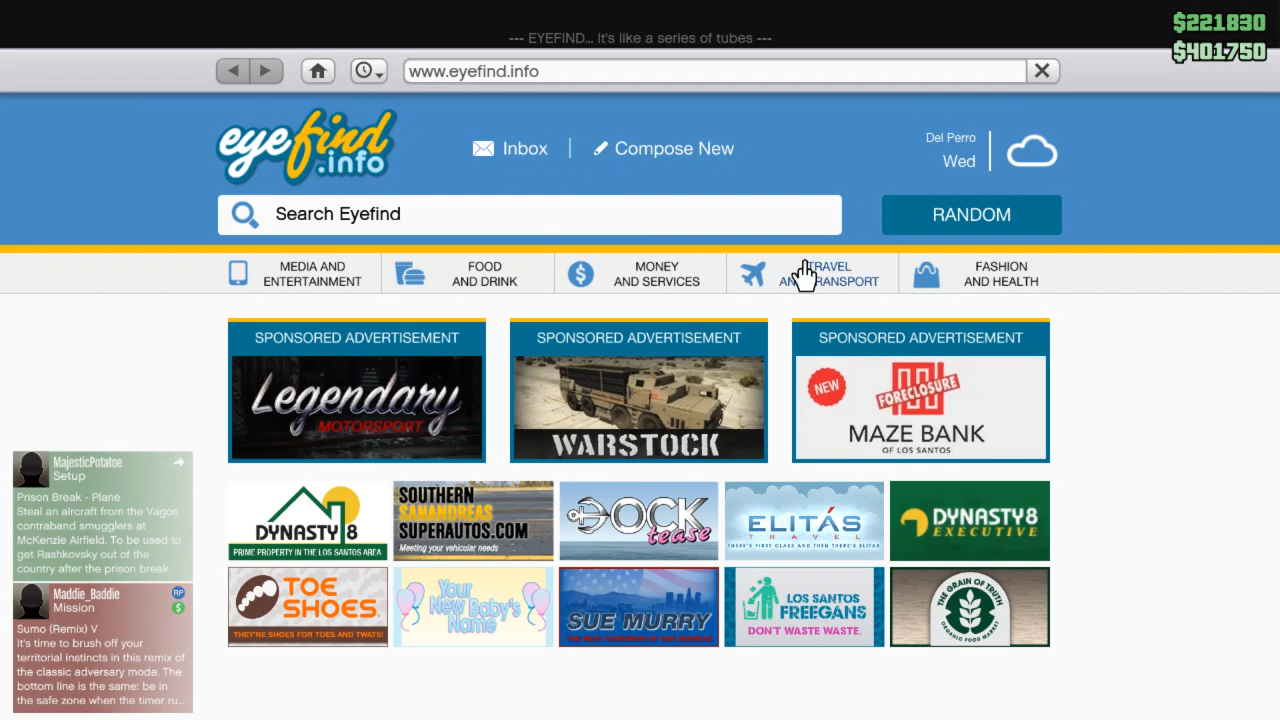 $221830
$401750
--- EYEFIND... It's like a series of tubes ---
www.eyefind.info
eyefind
.info
Inbox
Compose New
Del Perro
Wed
Search Eyefind
RANDOM
MEDIA AND
ENTERTAINMENT
FOOD
AND DRINK
MONEY
AND SERVICES
TRAVEL
AND TRANSPORT
FASHION
AND HEALTH
SPONSORED ADVERTISEMENT
Legendary
MOTORSPORT
SPONSORED ADVERTISEMENT
WARSTOCK
SPONSORED ADVERTISEMENT
NEW
FORECLOSURE
MAZE BANK
OF LOS SANTOS
DYNASTY 8
PRIME PROPERTY IN THE LOS SANTOS AREA
SOUTHERN
SANANDREAS
SUPERAUTOS.COM
Meeting your vehicular needs
DOCK
tease
ELITÁS
TRAVEL
THERE'S FIRST CLASS AND THEN THERE'S ELITÁS
DYNASTY 8
EXECUTIVE
TOE
SHOES
THEY'RE SHOES FOR TOES AND TWATS!
Your
New Baby's
Name
SUE MURRY
LOS SANTOS
FREEGANS
DON'T WASTE WASTE.
THE GRAIN OF TRUTH
ORGANIC FOOD MARKET
MajesticPotatoe
Setup
Prison Break - Plane
Steal an aircraft from the Vagos
contraband smugglers at
McKenzie Airfield. To be used to
get Rashkovsky out of the
country after the prison break.
Maddie_Baddie
RP
Mission
$
Sumo (Remix) V
It's time to brush off your
territorial instincts in this remix of
the classic adversary mode. The
bottom line is the same: be in
the safe zone when the timer ru...